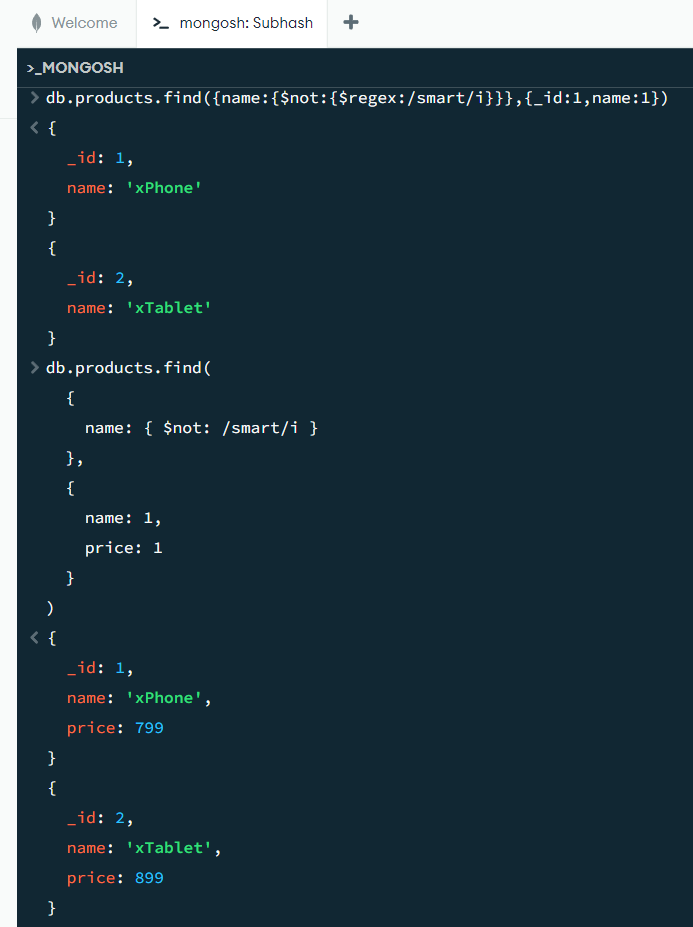 Welcome
>_ mongosh: Subhash
+
>_MONGOSH
> db.products.find({name:{$not:{$regex:/smart/i}}},{_id:1,name:1})
< {
_id: 1,
name: 'xPhone'
}
{
_id: 2,
name: 'xTablet'
}
> db.products.find(
{
name: { $not: /smart/i }
},
{
name: 1,
price: 1
}
)
< {
_id: 1,
name: 'xPhone',
price: 799
}
{
_id: 2,
name: 'xTablet',
price: 899
}